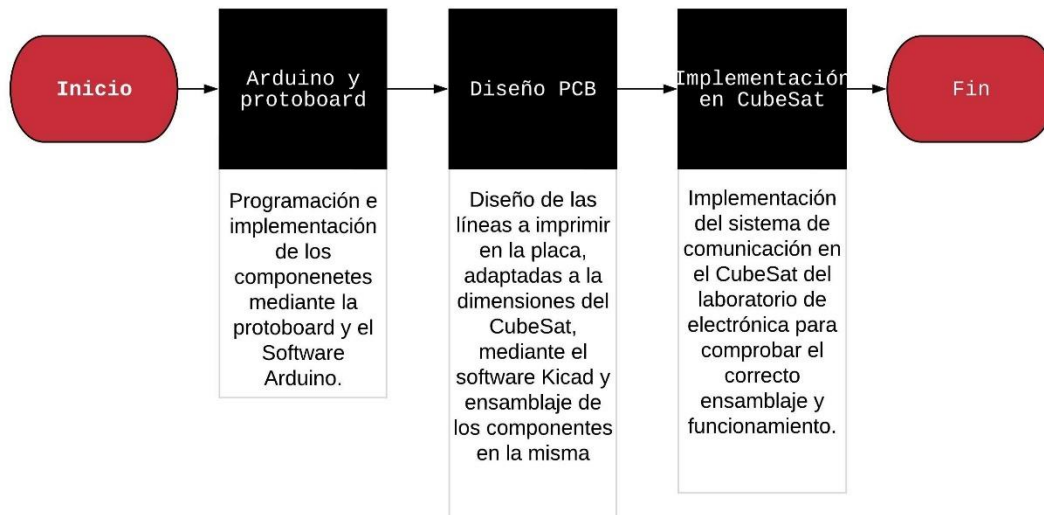 Inicio
Arduino y
protoboard
Diseño PCB
Implementación
en CubeSat
Fin
Programación e
implementación
de los
componenetes
mediante la
protoboard y el
Software
Arduino.
Diseño de las
líneas a imprimir
en la placa,
adaptadas a la
dimensiones del
CubeSat,
mediante el
software Kicad y
ensamblaje de
los componentes
en la misma
Implementación
del sistema de
comunicación en
el CubeSat del
laboratorio de
electrónica para
comprobar el
correcto
ensamblaje y
funcionamiento.